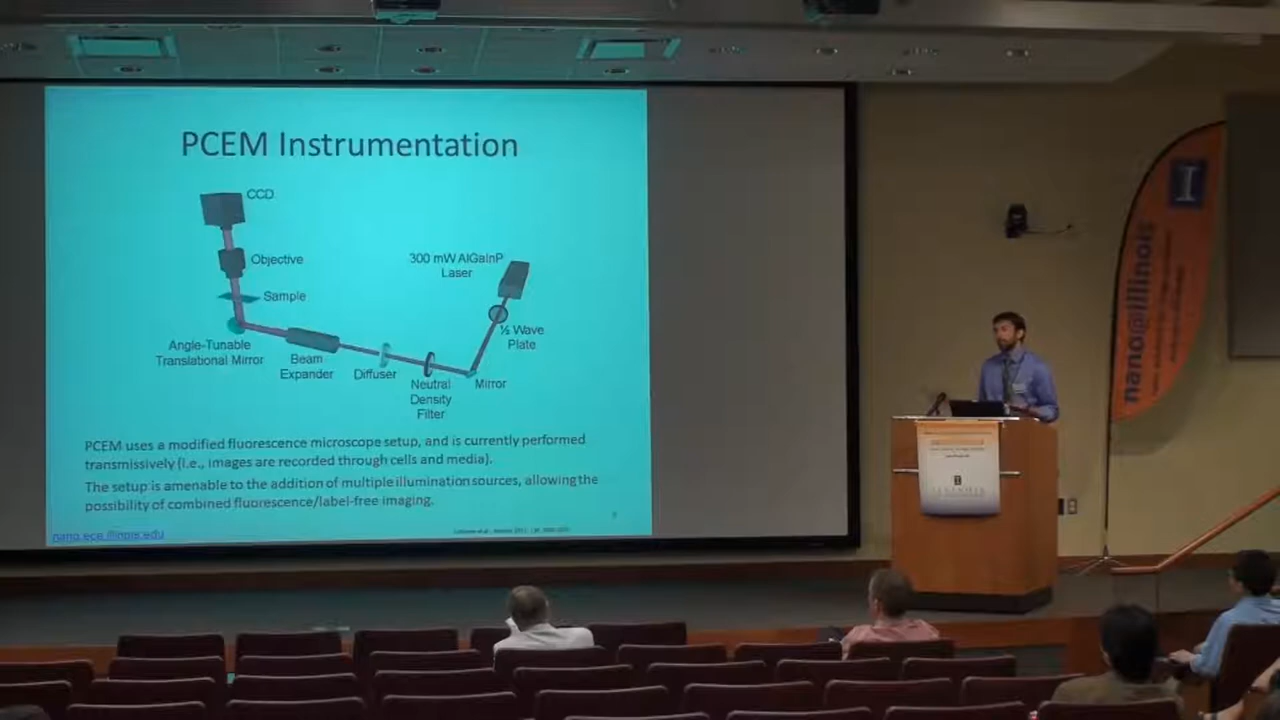 PCEM Instrumentation
CCD
Objective
Sample
300 mW AlGaInP
Laser
½ Wave
Plate
Angle-Tunable
Translational Mirror
Beam
Expander
Diffuser
Neutral
Density
Filter
Mirror
PCEM uses a modified fluorescence microscope setup, and is currently performed
transmissively (i.e., images are recorded through cells and media).
The setup is amenable to the addition of multiple illumination sources, allowing the
possibility of combined fluorescence/label-free imaging.
nano.ece.illinois.edu
I
nano@illinois
I
ILLINOIS